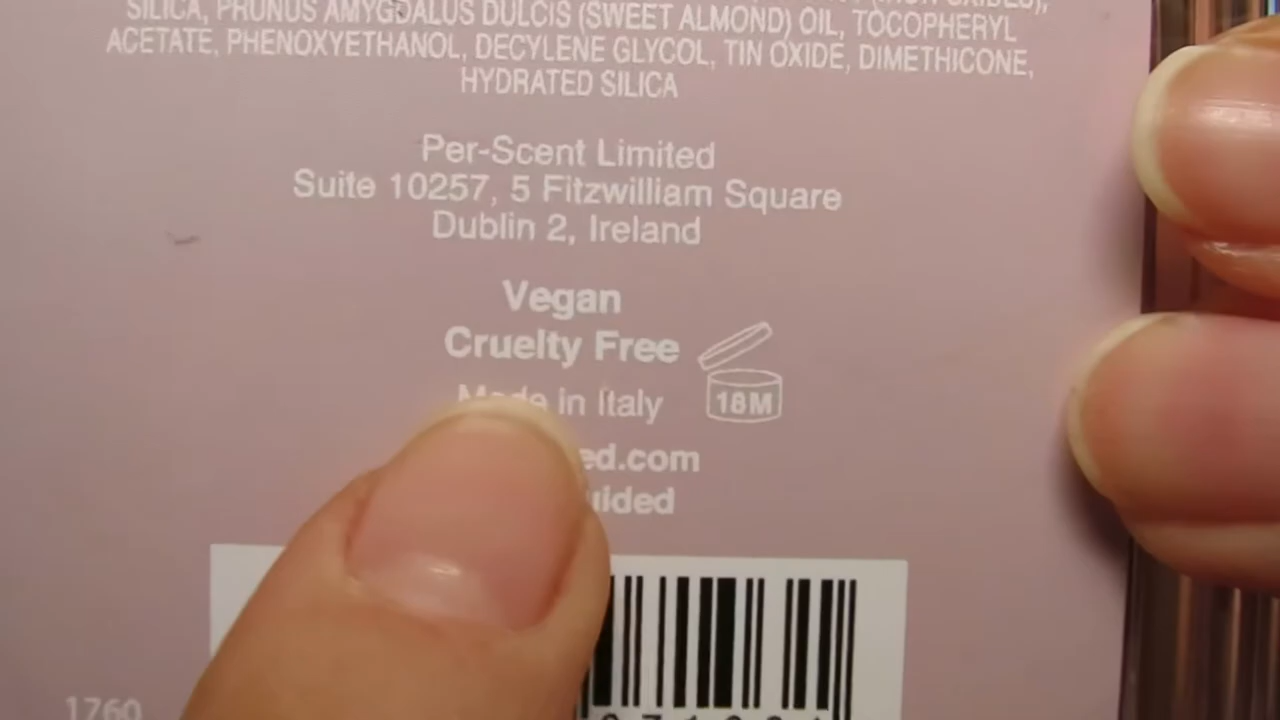 SILICA, PRUNUS AMYGDALUS DULCIS (SWEET ALMOND) OIL, TOCOPHERYL
ACETATE, PHENOXYETHANOL, DECYLENE GLYCOL, TIN OXIDE, DIMETHICONE,
HYDRATED SILICA
Per-Scent Limited
Suite 10257, 5 Fitzwilliam Square
Dublin 2, Ireland
Vegan
Cruelty Free
Made in Italy
18M
ed.com
uided
1760